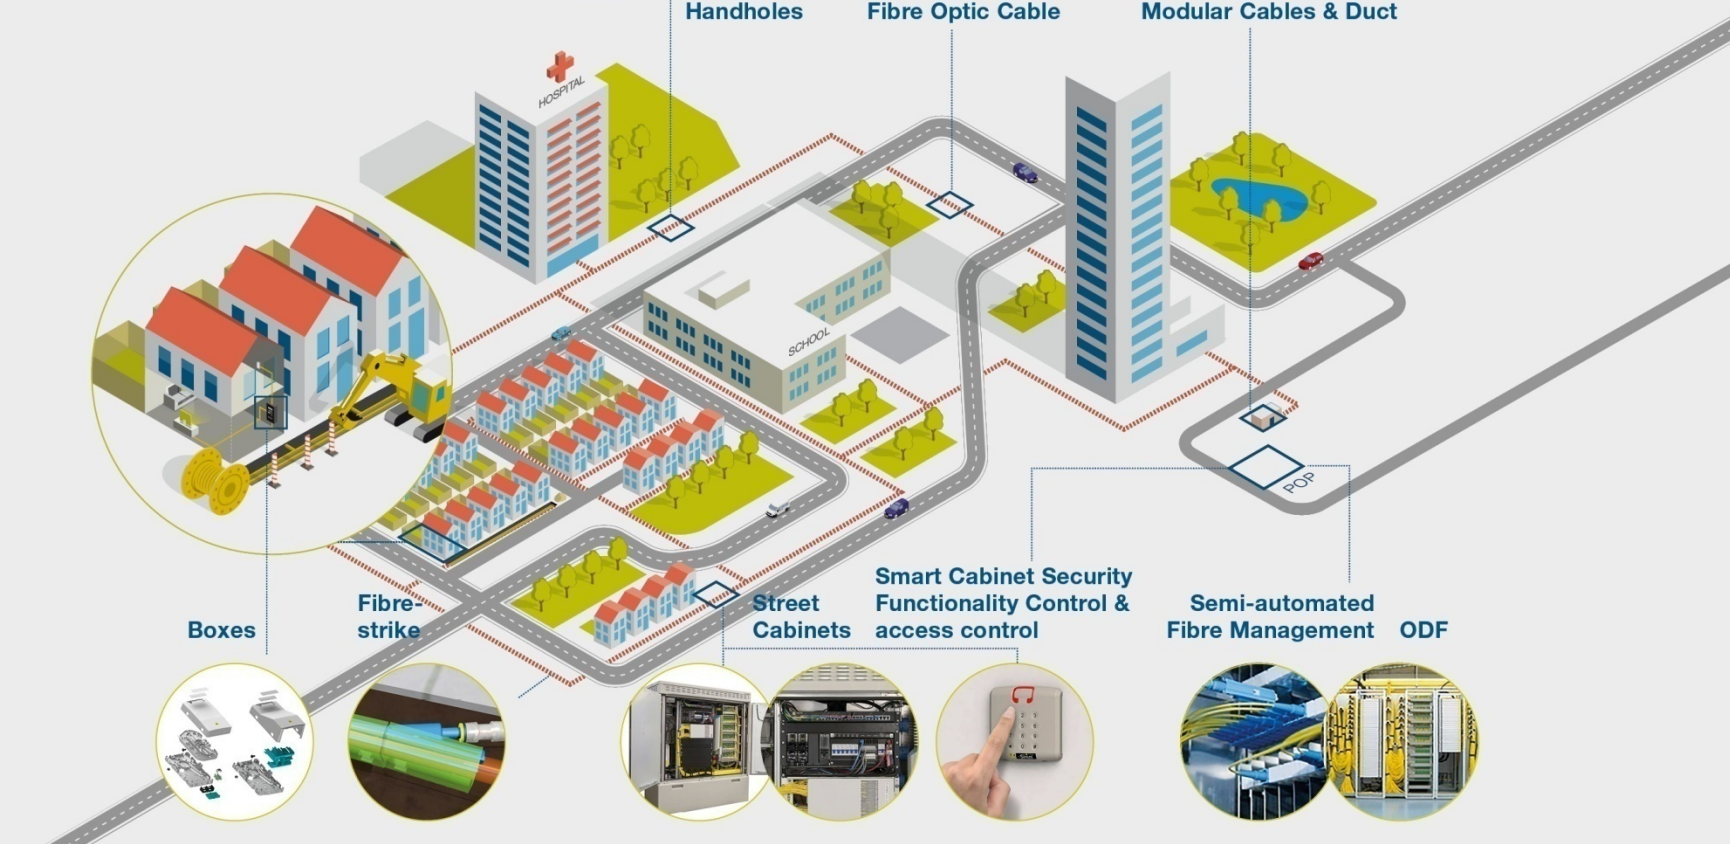 Handholes
Fibre Optic Cable
Modular Cables & Duct
HOSPITAL
SCHOOL
POP
Boxes
Fibre-
strike
Street
Cabinets
Smart Cabinet Security
Functionality Control &
access control
Semi-automated
Fibre Management
ODF